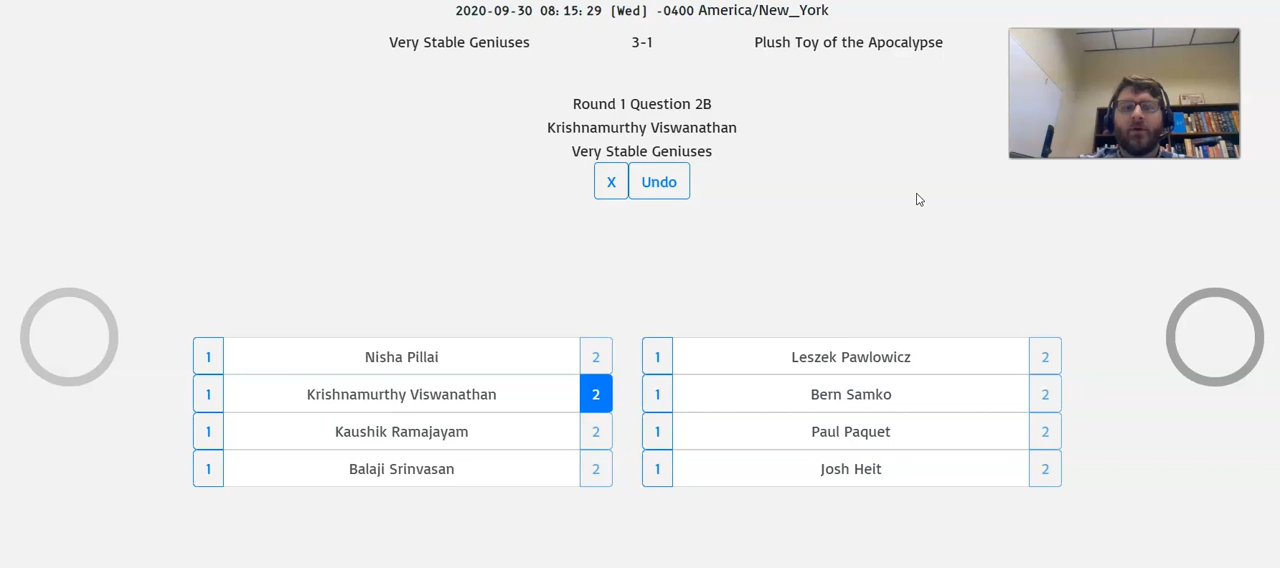 2020-09-30 08:15:29 [Wed] -0400 America/New_York
Very Stable Geniuses 3-1 Plush Toy of the Apocalypse
Round 1 Question 2B
Krishnamurthy Viswanathan
Very Stable Geniuses
X Undo
1 Nisha Pillai 2 1 Leszek Pawlowicz 2
1 Krishnamurthy Viswanathan 2 1 Bern Samko 2
1 Kaushik Ramajayam 2 1 Paul Paquet 2
1 Balaji Srinvasan 2 1 Josh Heit 2